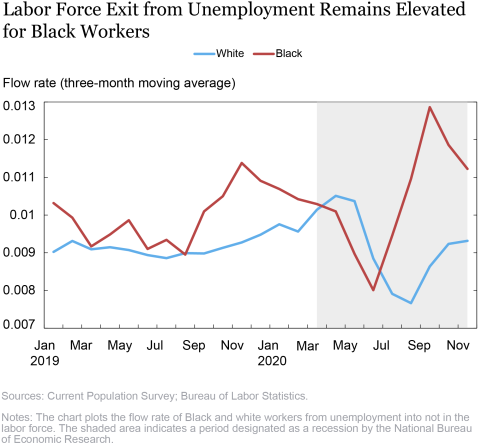 Labor Force Exit from Unemployment Remains Elevated
for Black Workers
White Black
Flow rate (three-month moving average)
0.013
0.012
0.011
0.01
0.009
0.008
0.007
Jan Mar May Jul Sep Nov Jan Mar May Jul Sep Nov
2019 2020
Sources: Current Population Survey; Bureau of Labor Statistics.
Notes: The chart plots the flow rate of Black and white workers from unemployment into not in the
labor force. The shaded area indicates a period designated as a recession by the National Bureau
of Economic Research.